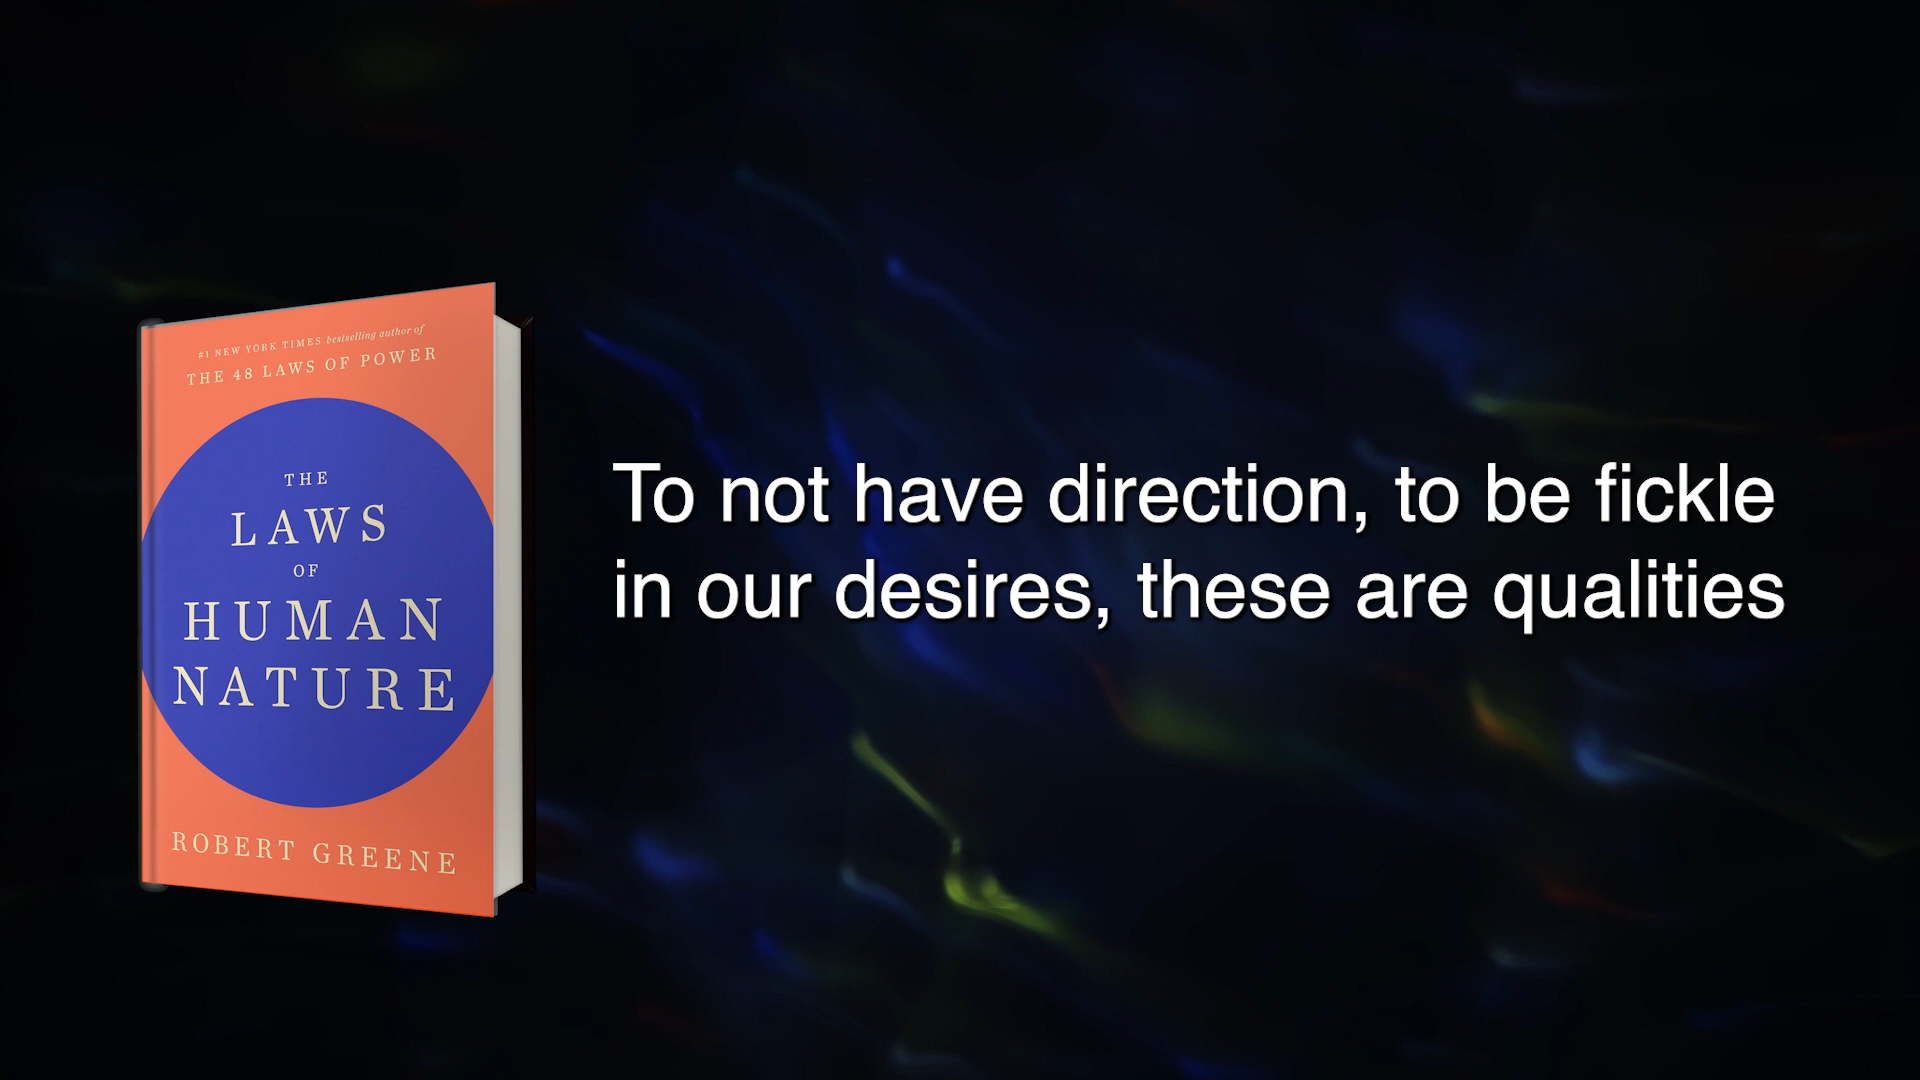 #1 NEW YORK TIMES bestselling author of
THE 48 LAWS OF POWER
THE
LAWS
OF
HUMAN
NATURE
ROBERT GREENE
To not have direction, to be fickle
in our desires, these are qualities